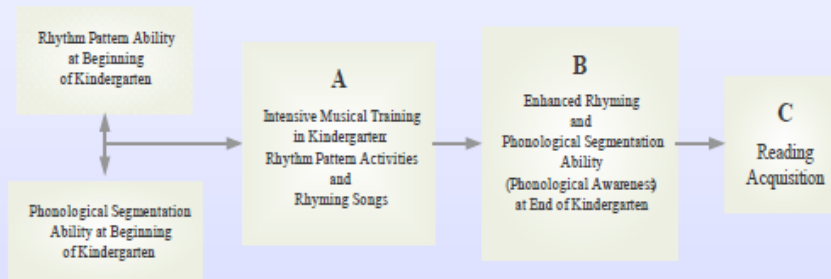 Rhythm Pattern Ability
at Beginning
of Kindergarten
Phonological Segmentation
Ability at Beginning
of Kindergarten
A
Intensive Musical Training
in Kindergarten:
Rhythm Pattern Activities
and
Rhyming Songs
B
Enhanced Rhyming
and
Phonological Segmentation
Ability
(Phonological Awareness)
at End of Kindergarten
C
Reading
Acquisition